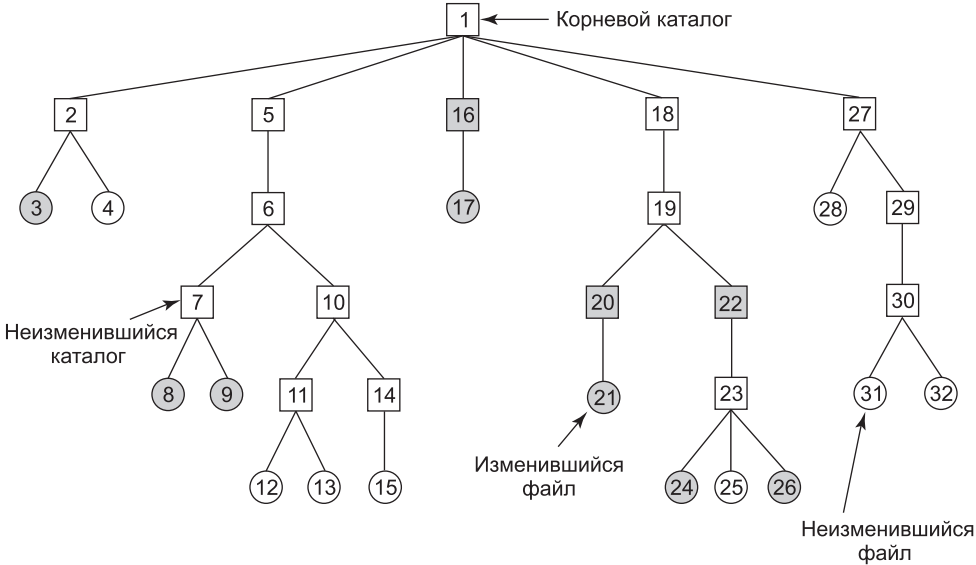 1 Корневой каталог
2 5 16 18 27
3 4 6 17 19 28 29
7 10 20 22 30
Неизменившийся
каталог
8 9 11 14 21 23 31 32
Изменившийся
файл
12 13 15 24 25 26
Неизменившийся
файл